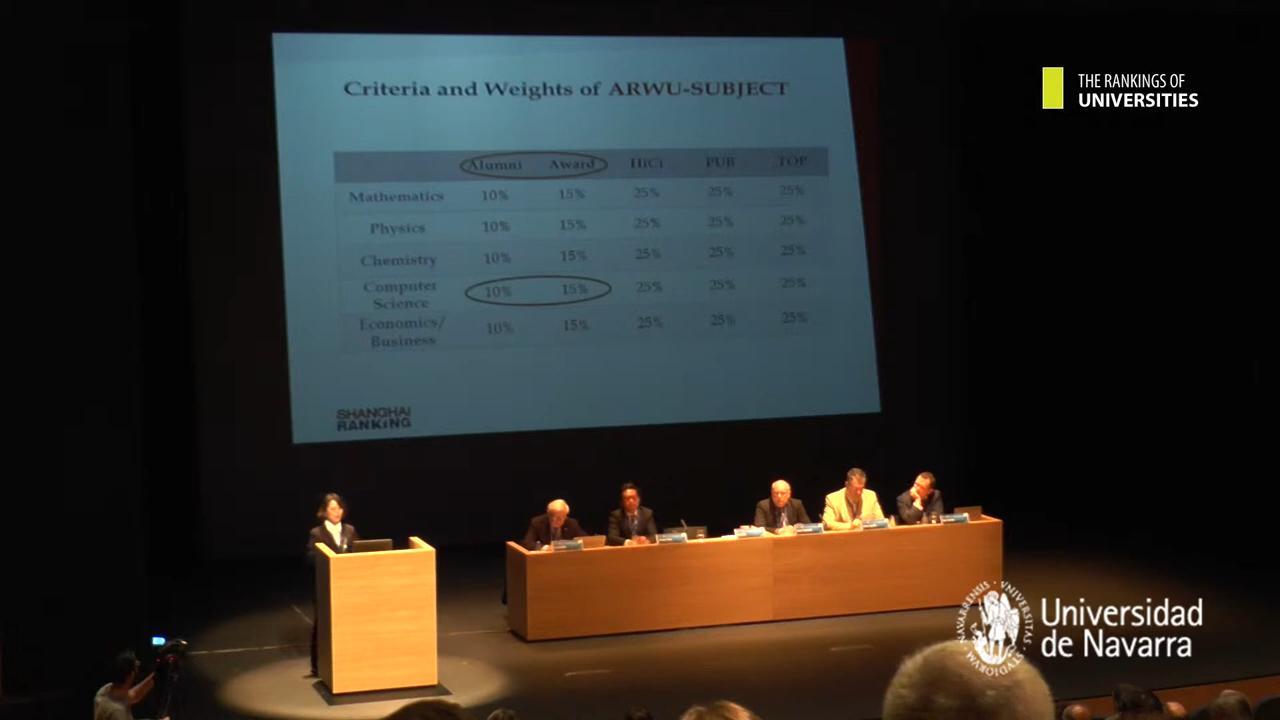 Criteria and Weights of ARWU-SUBJECT
Alumni Award HiCi PUB TOP
Mathematics 10% 15% 25% 25% 25%
Physics 10% 15% 25% 25% 25%
Chemistry 10% 15% 25% 25% 25%
Computer
Science 10% 15% 25% 25% 25%
Economics/
Business 10% 15% 25% 25% 25%
SHANGHAI
RANKING
THE RANKINGS OF
UNIVERSITIES
Universidad
de Navarra